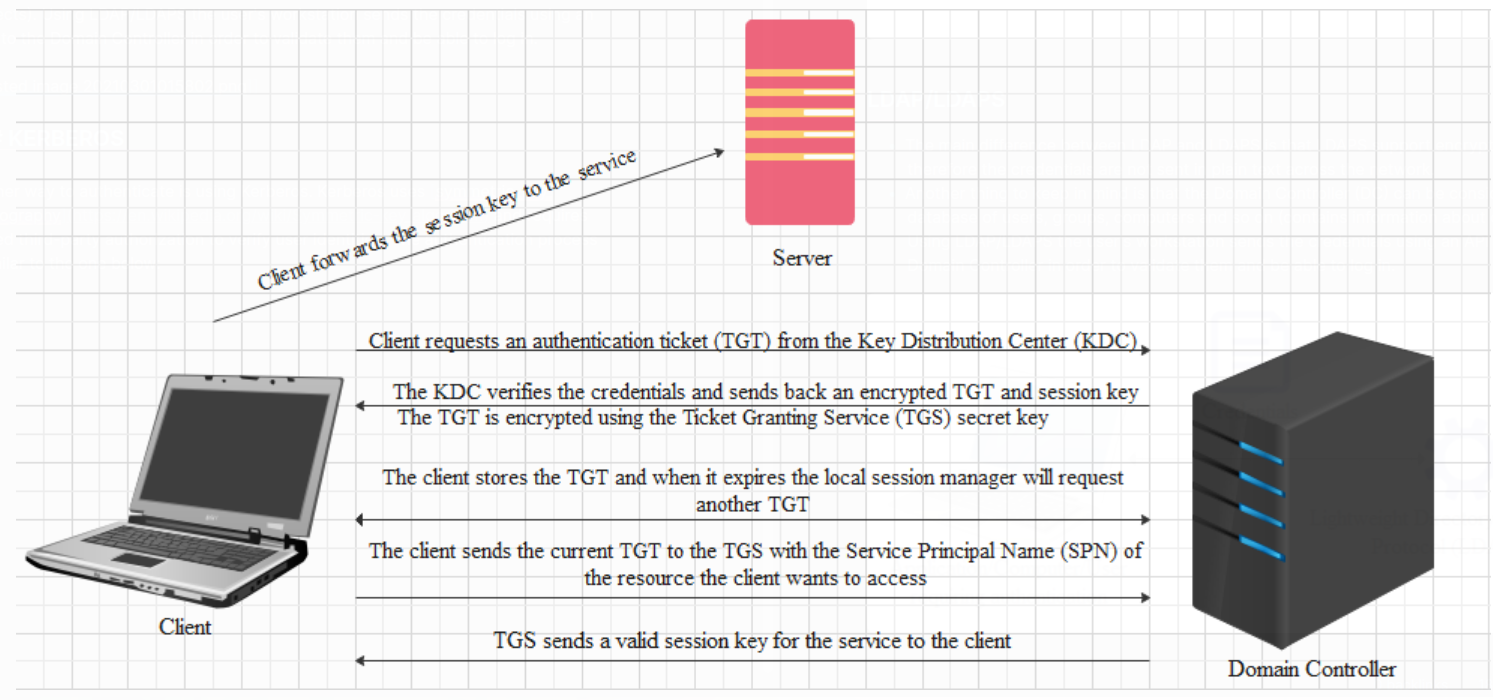 Client forwards the session key to the service
Server
Client requests an authentication ticket (TGT) from the Key Distribution Center (KDC)
The KDC verifies the credentials and sends back an encrypted TGT and session key
The TGT is encrypted using the Ticket Granting Service (TGS) secret key
The client stores the TGT and when it expires the local session manager will request
another TGT
The client sends the current TGT to the TGS with the Service Principal Name (SPN) of
the resource the client wants to access
Client
TGS sends a valid session key for the service to the client
Domain Controller